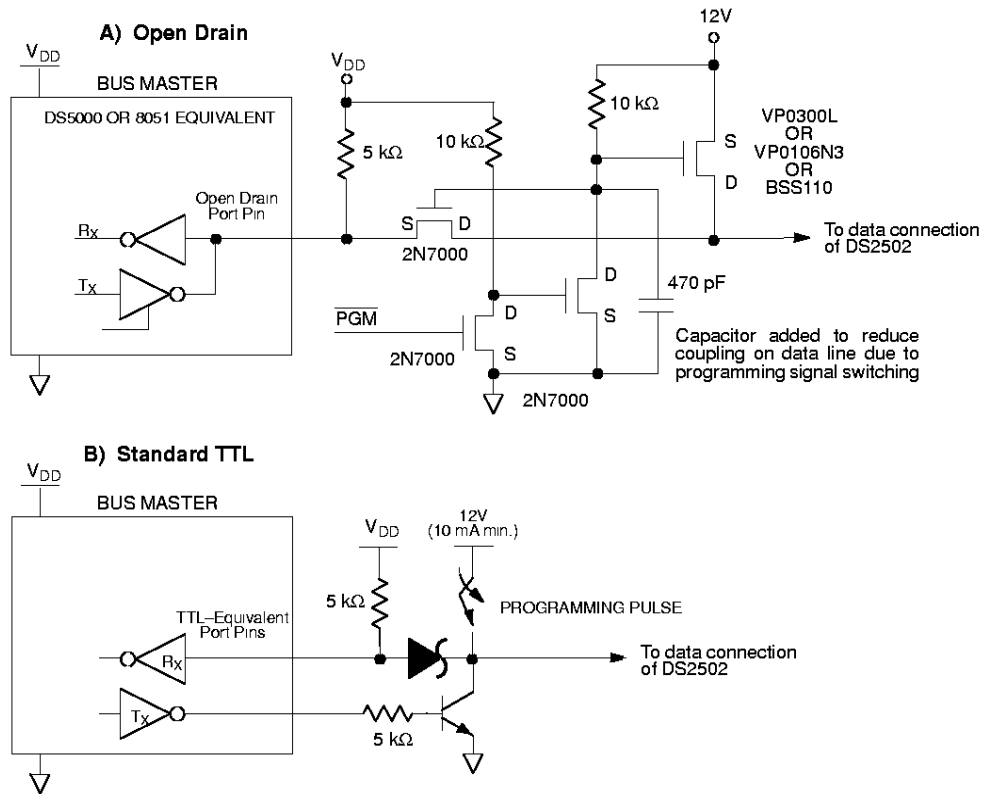 A) Open Drain
12V
VDD
BUS MASTER
VDD
DS5000 OR 8051 EQUIVALENT
5 kΩ
10 kΩ
10 kΩ
S
VP0300L
OR
VP0106N3
OR
BSS110
D
Open Drain
Port Pin
RX
S
D
2N7000
To data connection
of DS2502
TX
D
S
470 pF
PGM
D
S
2N7000
2N7000
Capacitor added to reduce
coupling on data line due to
programming signal switching
B) Standard TTL
VDD
BUS MASTER
VDD
12V
(10 mA min.)
5 kΩ
PROGRAMMING PULSE
TTL–Equivalent
Port Pins
RX
To data connection
of DS2502
TX
5 kΩ